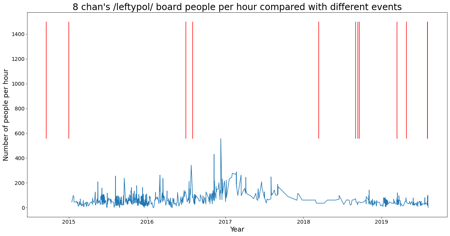 8 chan's /leftypol/ board people per hour compared with different events
Number of people per hour
1400
1200
1000
800
600
400
200
0
2015 2016 2017 2018 2019
Year